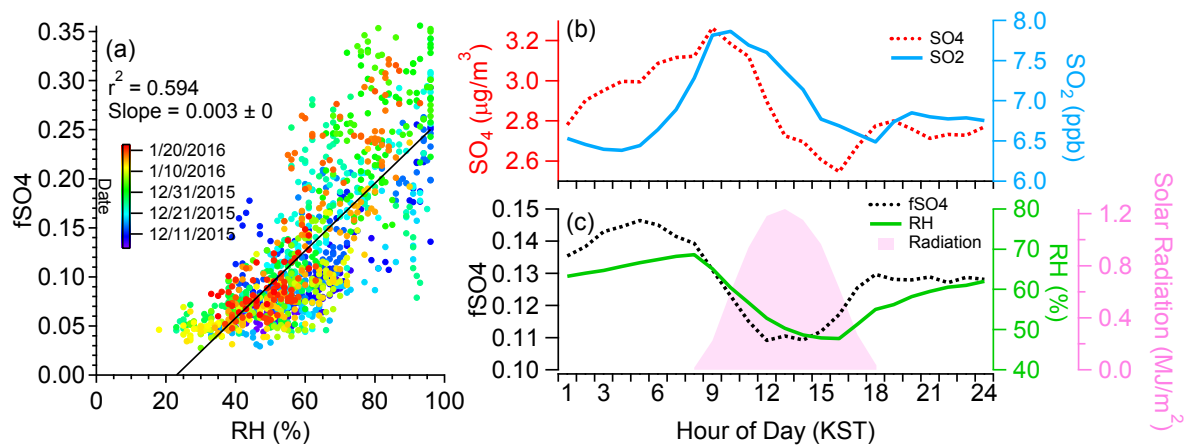 (a)
r² = 0.594
Slope = 0.003 ± 0
0.35
0.30
0.25
0.20
0.15
0.10
0.05
0.00
fSO4
Date
1/20/2016
1/10/2016
12/31/2015
12/21/2015
12/11/2015
0 20 40 60 80 100
RH (%)
(b)
SO4
SO2
3.2
3.0
2.8
2.6
SO₄ (μg/m³)
8.0
7.5
7.0
6.5
6.0
SO₂ (ppb)
(c)
fSO4
RH
Radiation
0.15
0.14
0.13
0.12
0.11
0.10
fSO4
80
70
60
50
40
RH (%)
1.2
0.8
0.4
0.0
Solar Radiation (MJ/m²)
1 3 6 9 12 15 18 21 24
Hour of Day (KST)